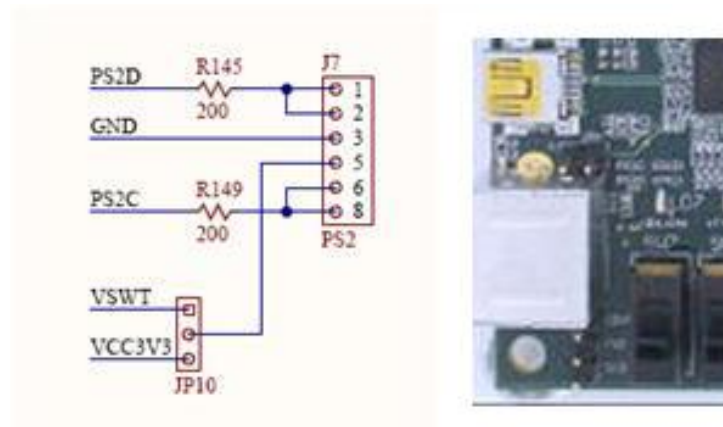 J7
PS2D R145 1
200 2
GND 3
5
R149 6
PS2C 8
200 PS2
VSWT
VCC3V3
JP10